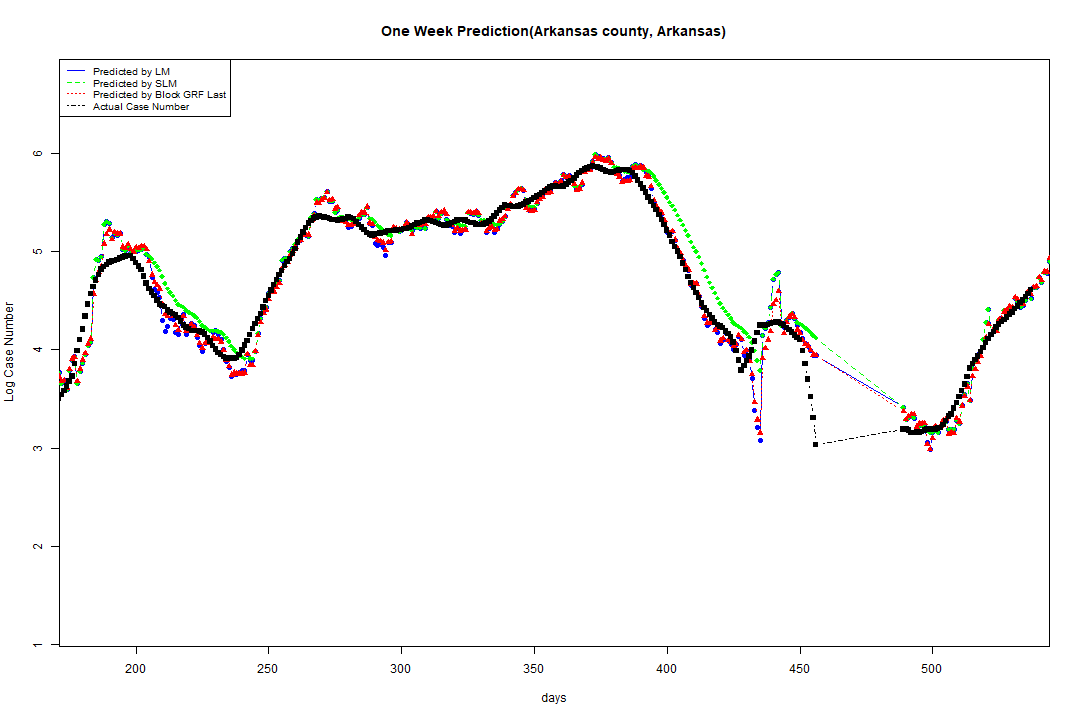 One Week Prediction(Arkansas county, Arkansas)
Predicted by LM
Predicted by SLM
Predicted by Block GRF Last
Actual Case Number
Log Case Number
6
5
4
3
2
1
200 250 300 350 400 450 500
days